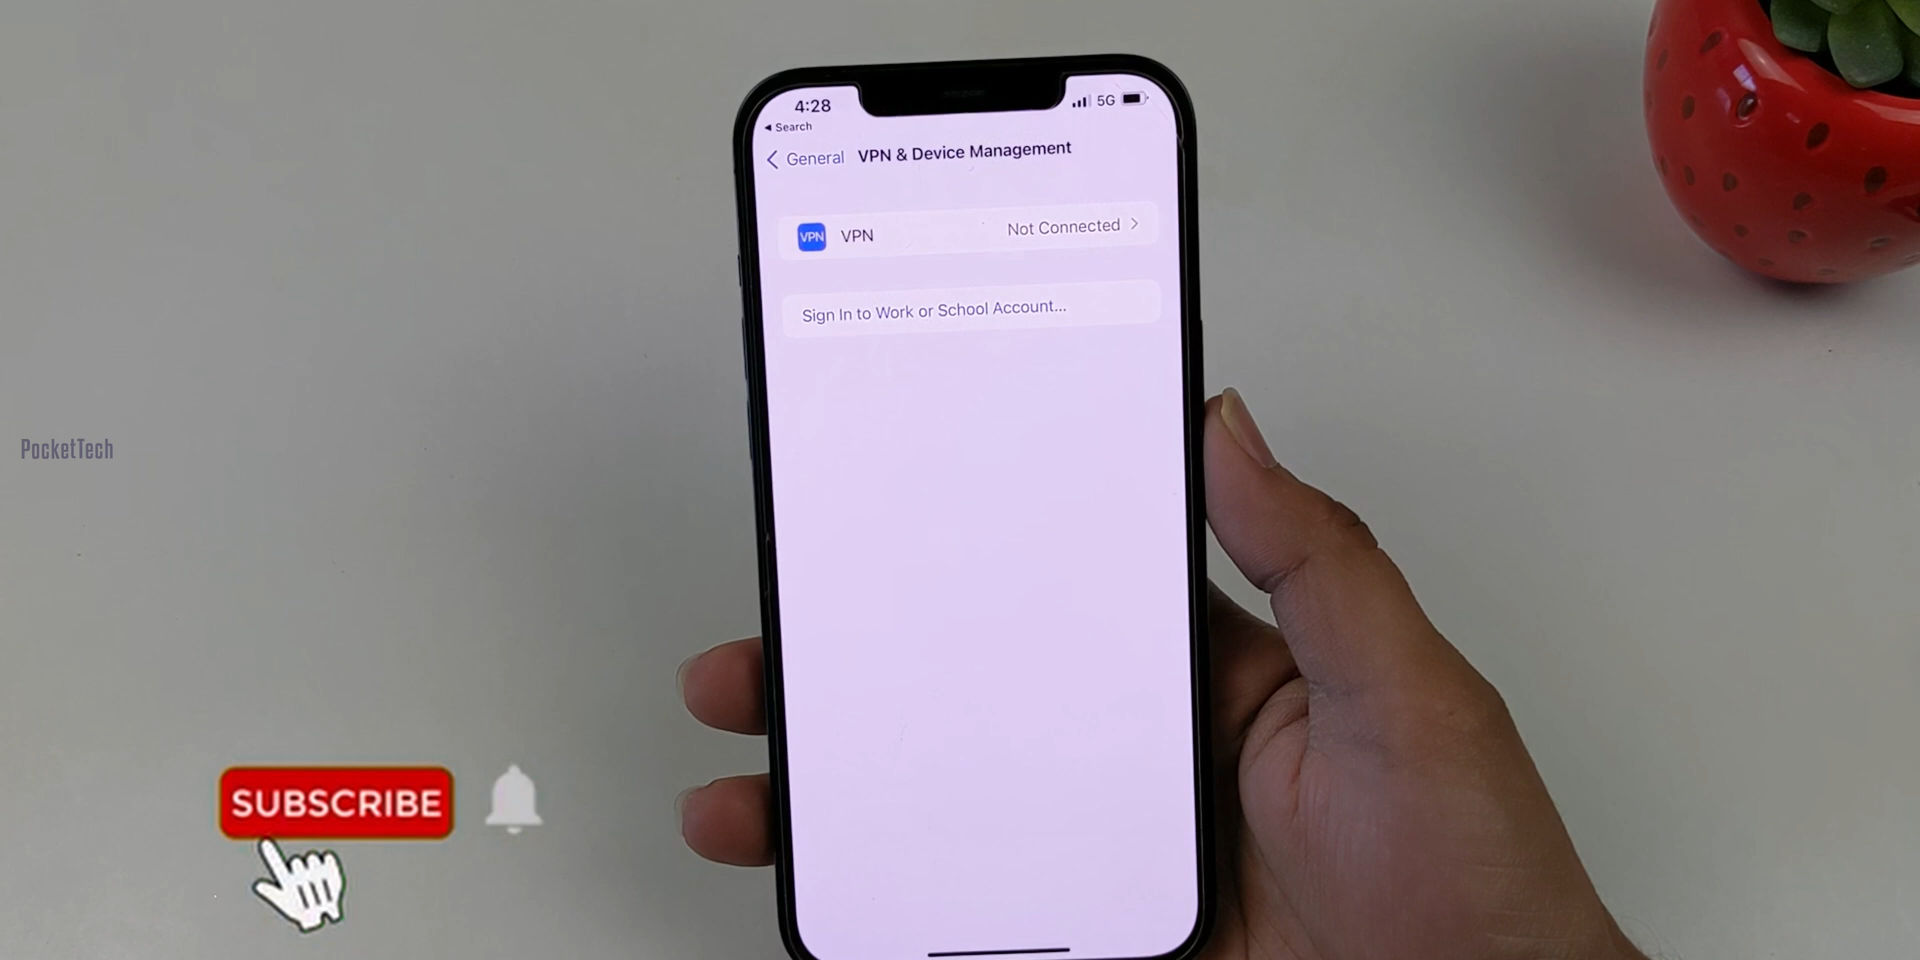 4:28
5G
Search
General
VPN & Device Management
VPN
VPN
Not Connected
Sign In to Work or School Account...
PocketTech
SUBSCRIBE